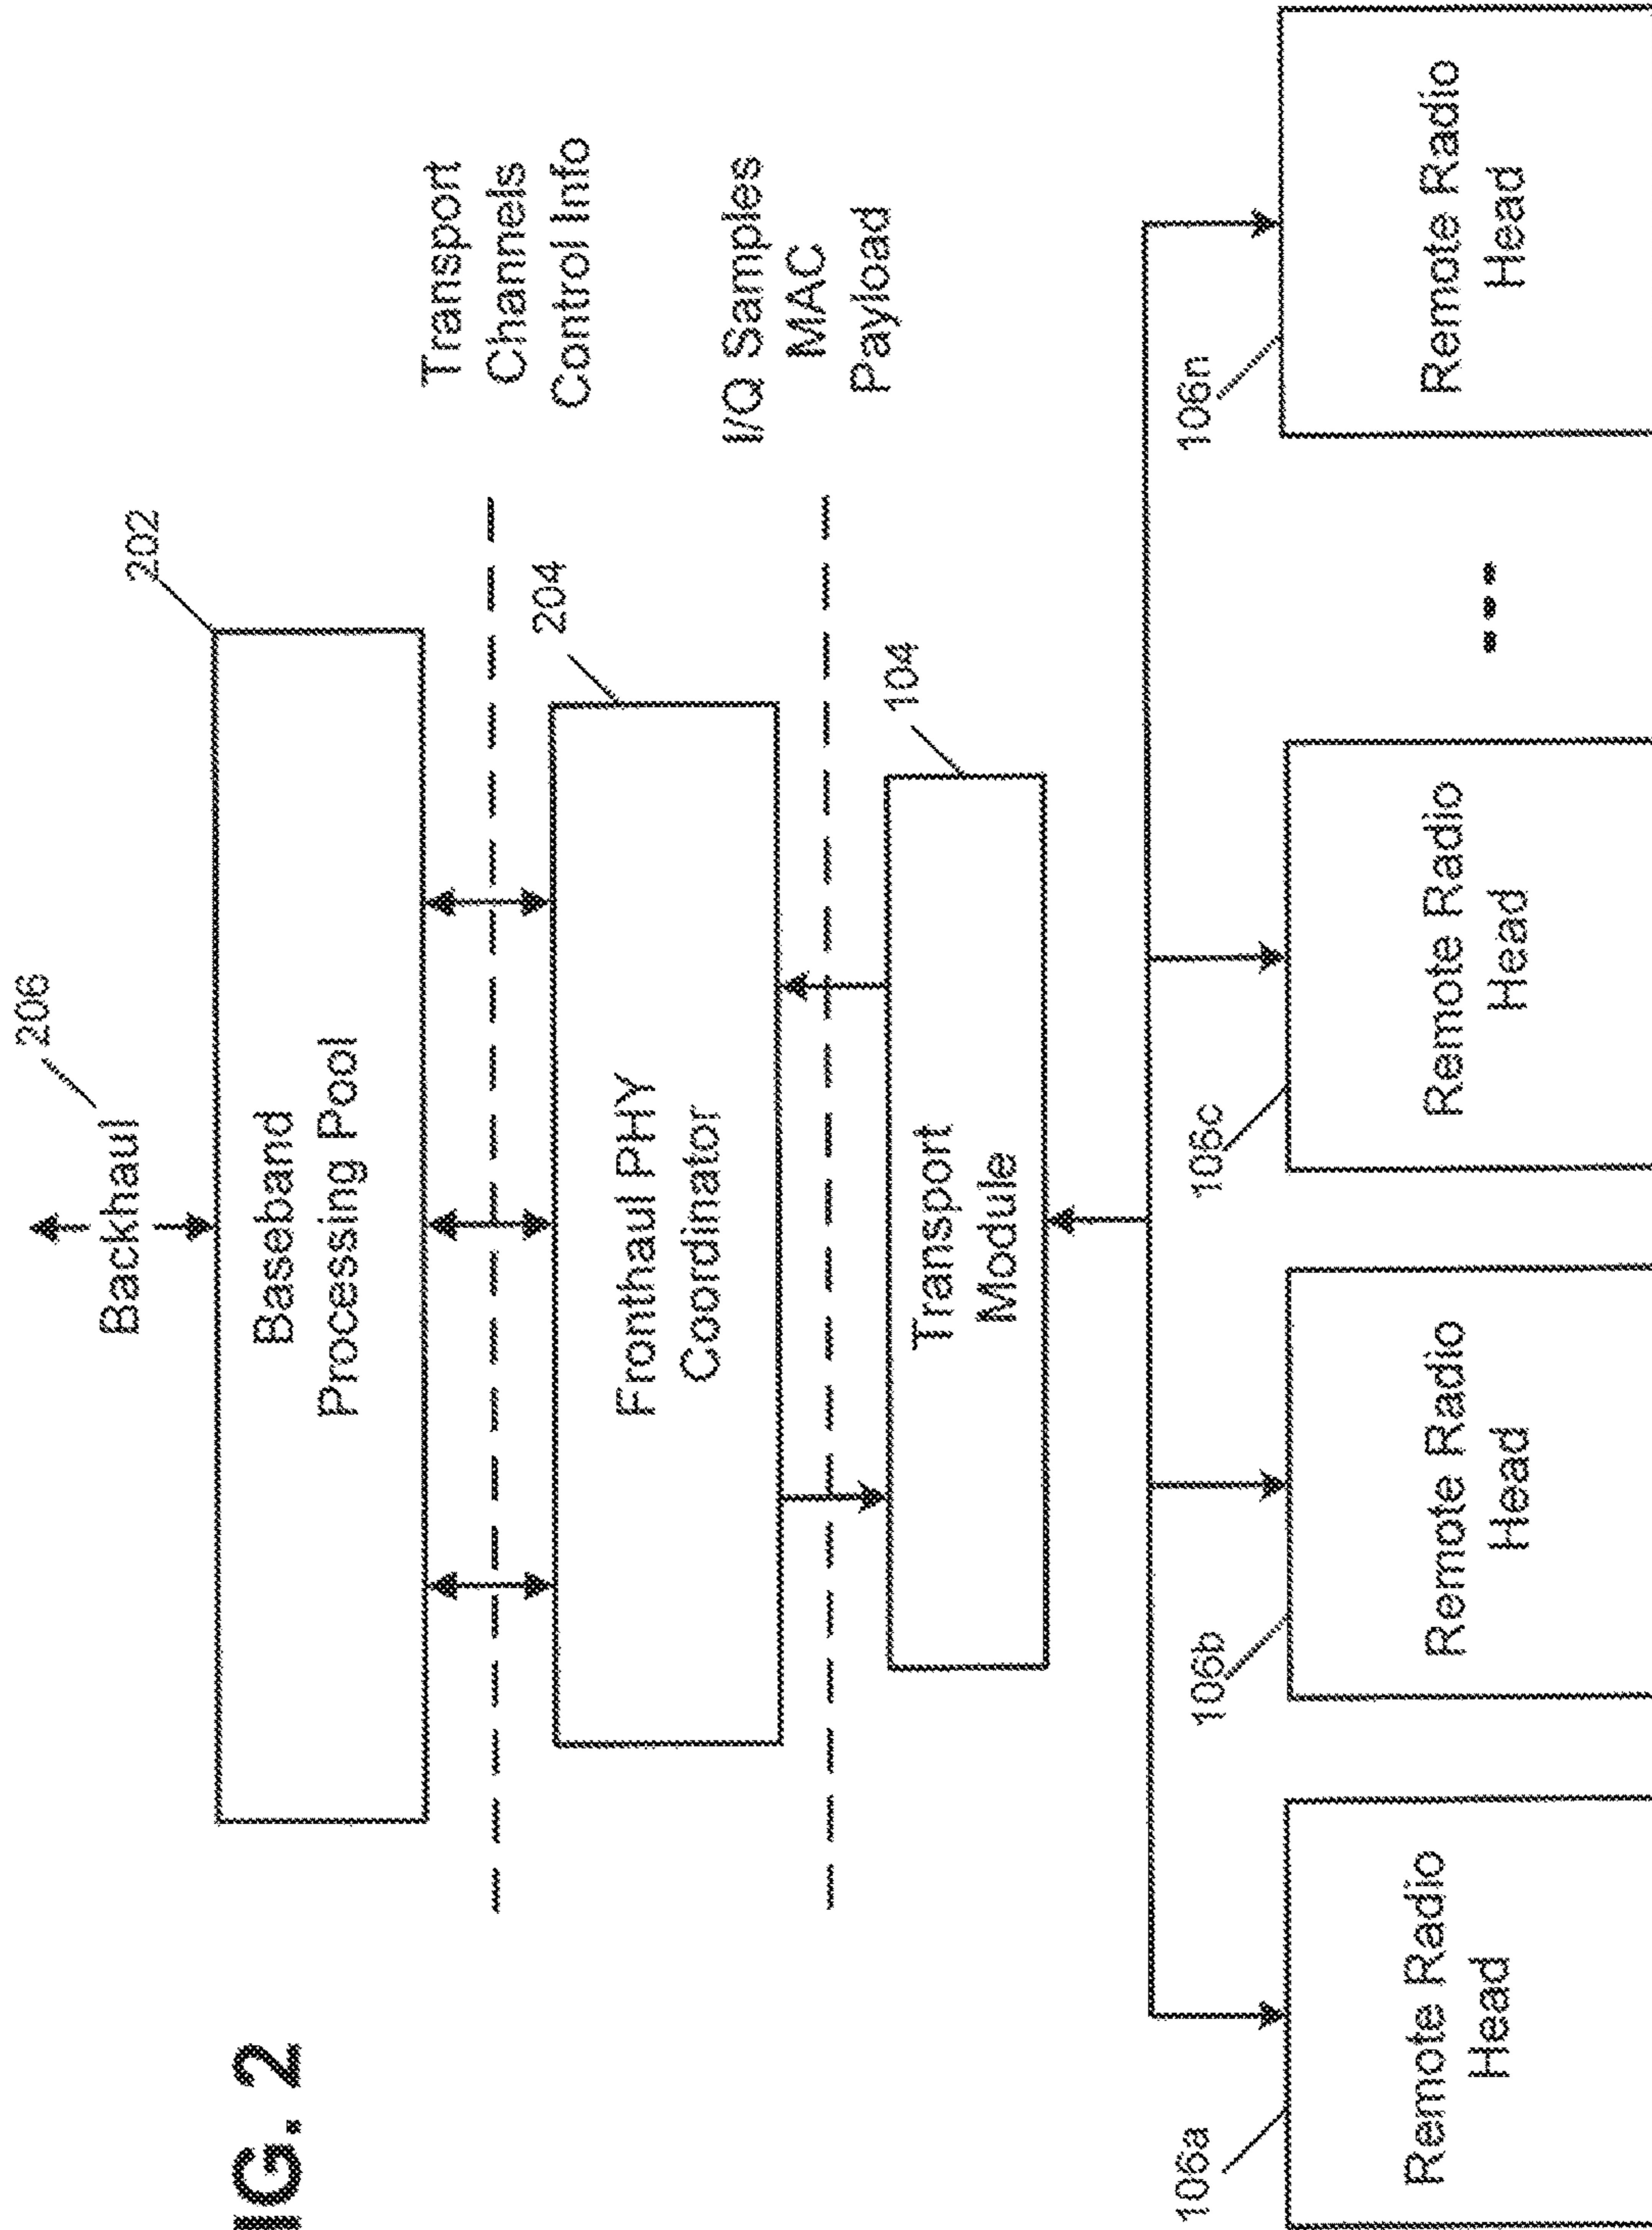 206
Backhaul
202
IG. 2
Baseband
Processing Pool
Transport
Channels
Control Info
204
Fronthaul PHY
Coordinator
I/Q Samples
MAC
Payload
104
Transport
Module
106a
106b
106c
106n
Remote Radio
Head
Remote Radio
Head
Remote Radio
Head
Remote Radio
Head